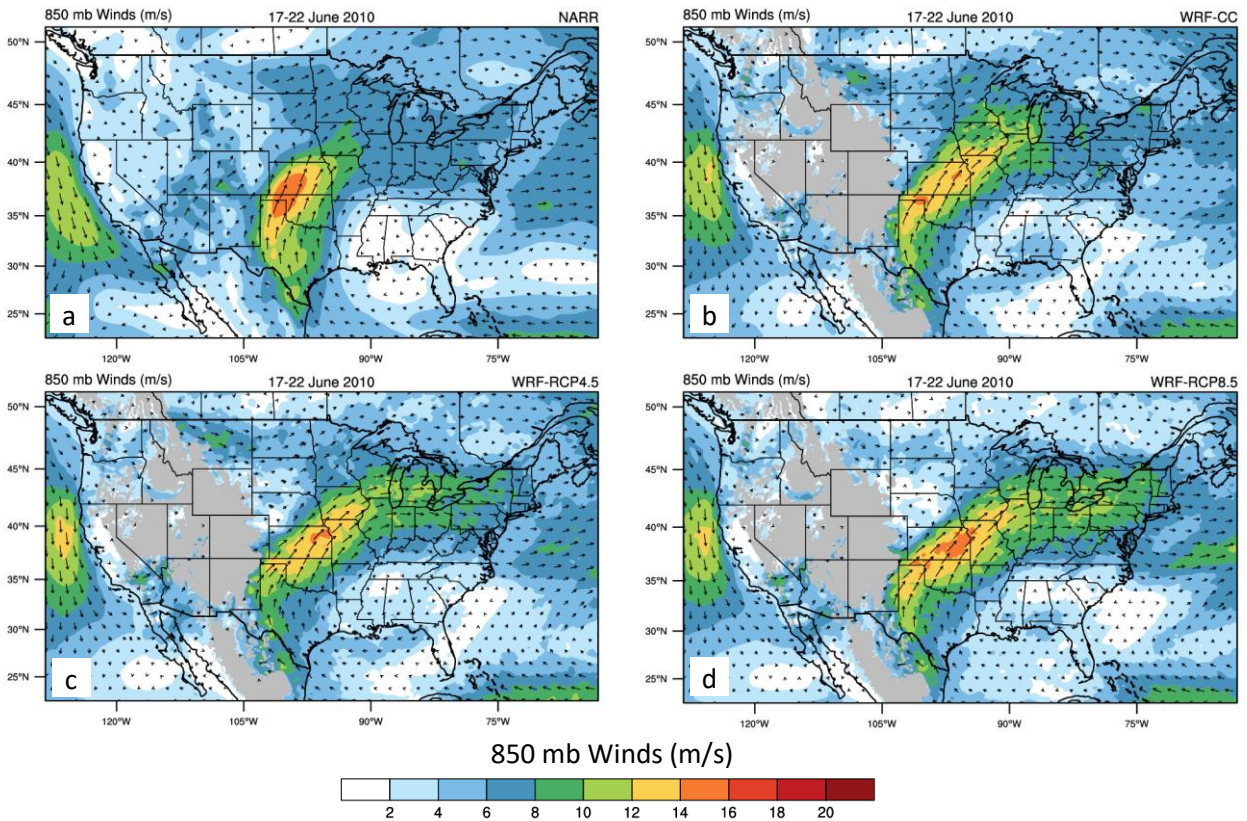 850 mb Winds (m/s) 17-22 June 2010 NARR
50°N
45°N
40°N
35°N
30°N
25°N
a
120°W 105°W 90°W 75°W
850 mb Winds (m/s) 17-22 June 2010 WRF-CC
50°N
45°N
40°N
35°N
30°N
25°N
b
120°W 105°W 90°W 75°W
850 mb Winds (m/s) 17-22 June 2010 WRF-RCP4.5
50°N
45°N
40°N
35°N
30°N
25°N
c
120°W 105°W 90°W 75°W
850 mb Winds (m/s) 17-22 June 2010 WRF-RCP8.5
50°N
45°N
40°N
35°N
30°N
25°N
d
120°W 105°W 90°W 75°W
850 mb Winds (m/s)
2 4 6 8 10 12 14 16 18 20